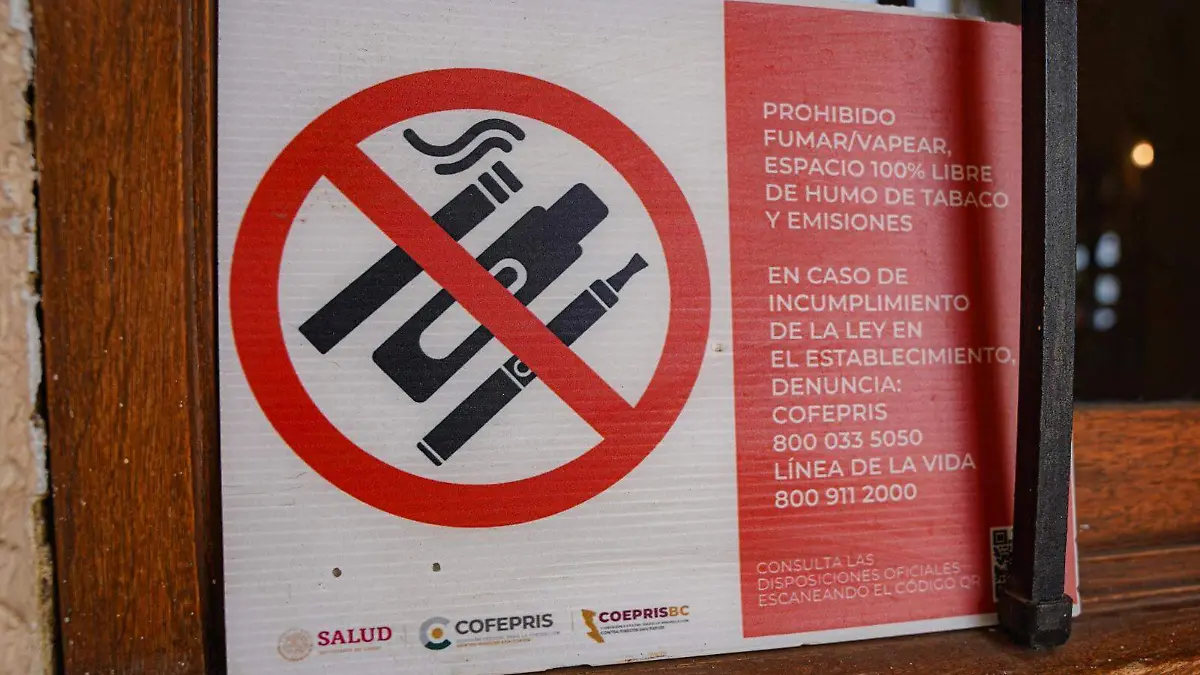 PROHIBIDO
FUMAR/VAPEAR,
ESPACIO 100% LIBRE
DE HUMO DE TABACO
Y EMISIONES
EN CASO DE
INCUMPLIMIENTO
DE LA LEY EN
EL ESTABLECIMIENTO,
DENUNCIA:
COFEPRIS
800 033 5050
LÍNEA DE LA VIDA
800 911 2000
CONSULTA LAS
DISPOSICIONES OFICIALES
ESCANEANDO EL CÓDIGO QR
SALUD
COFEPRIS
COEPRISBC